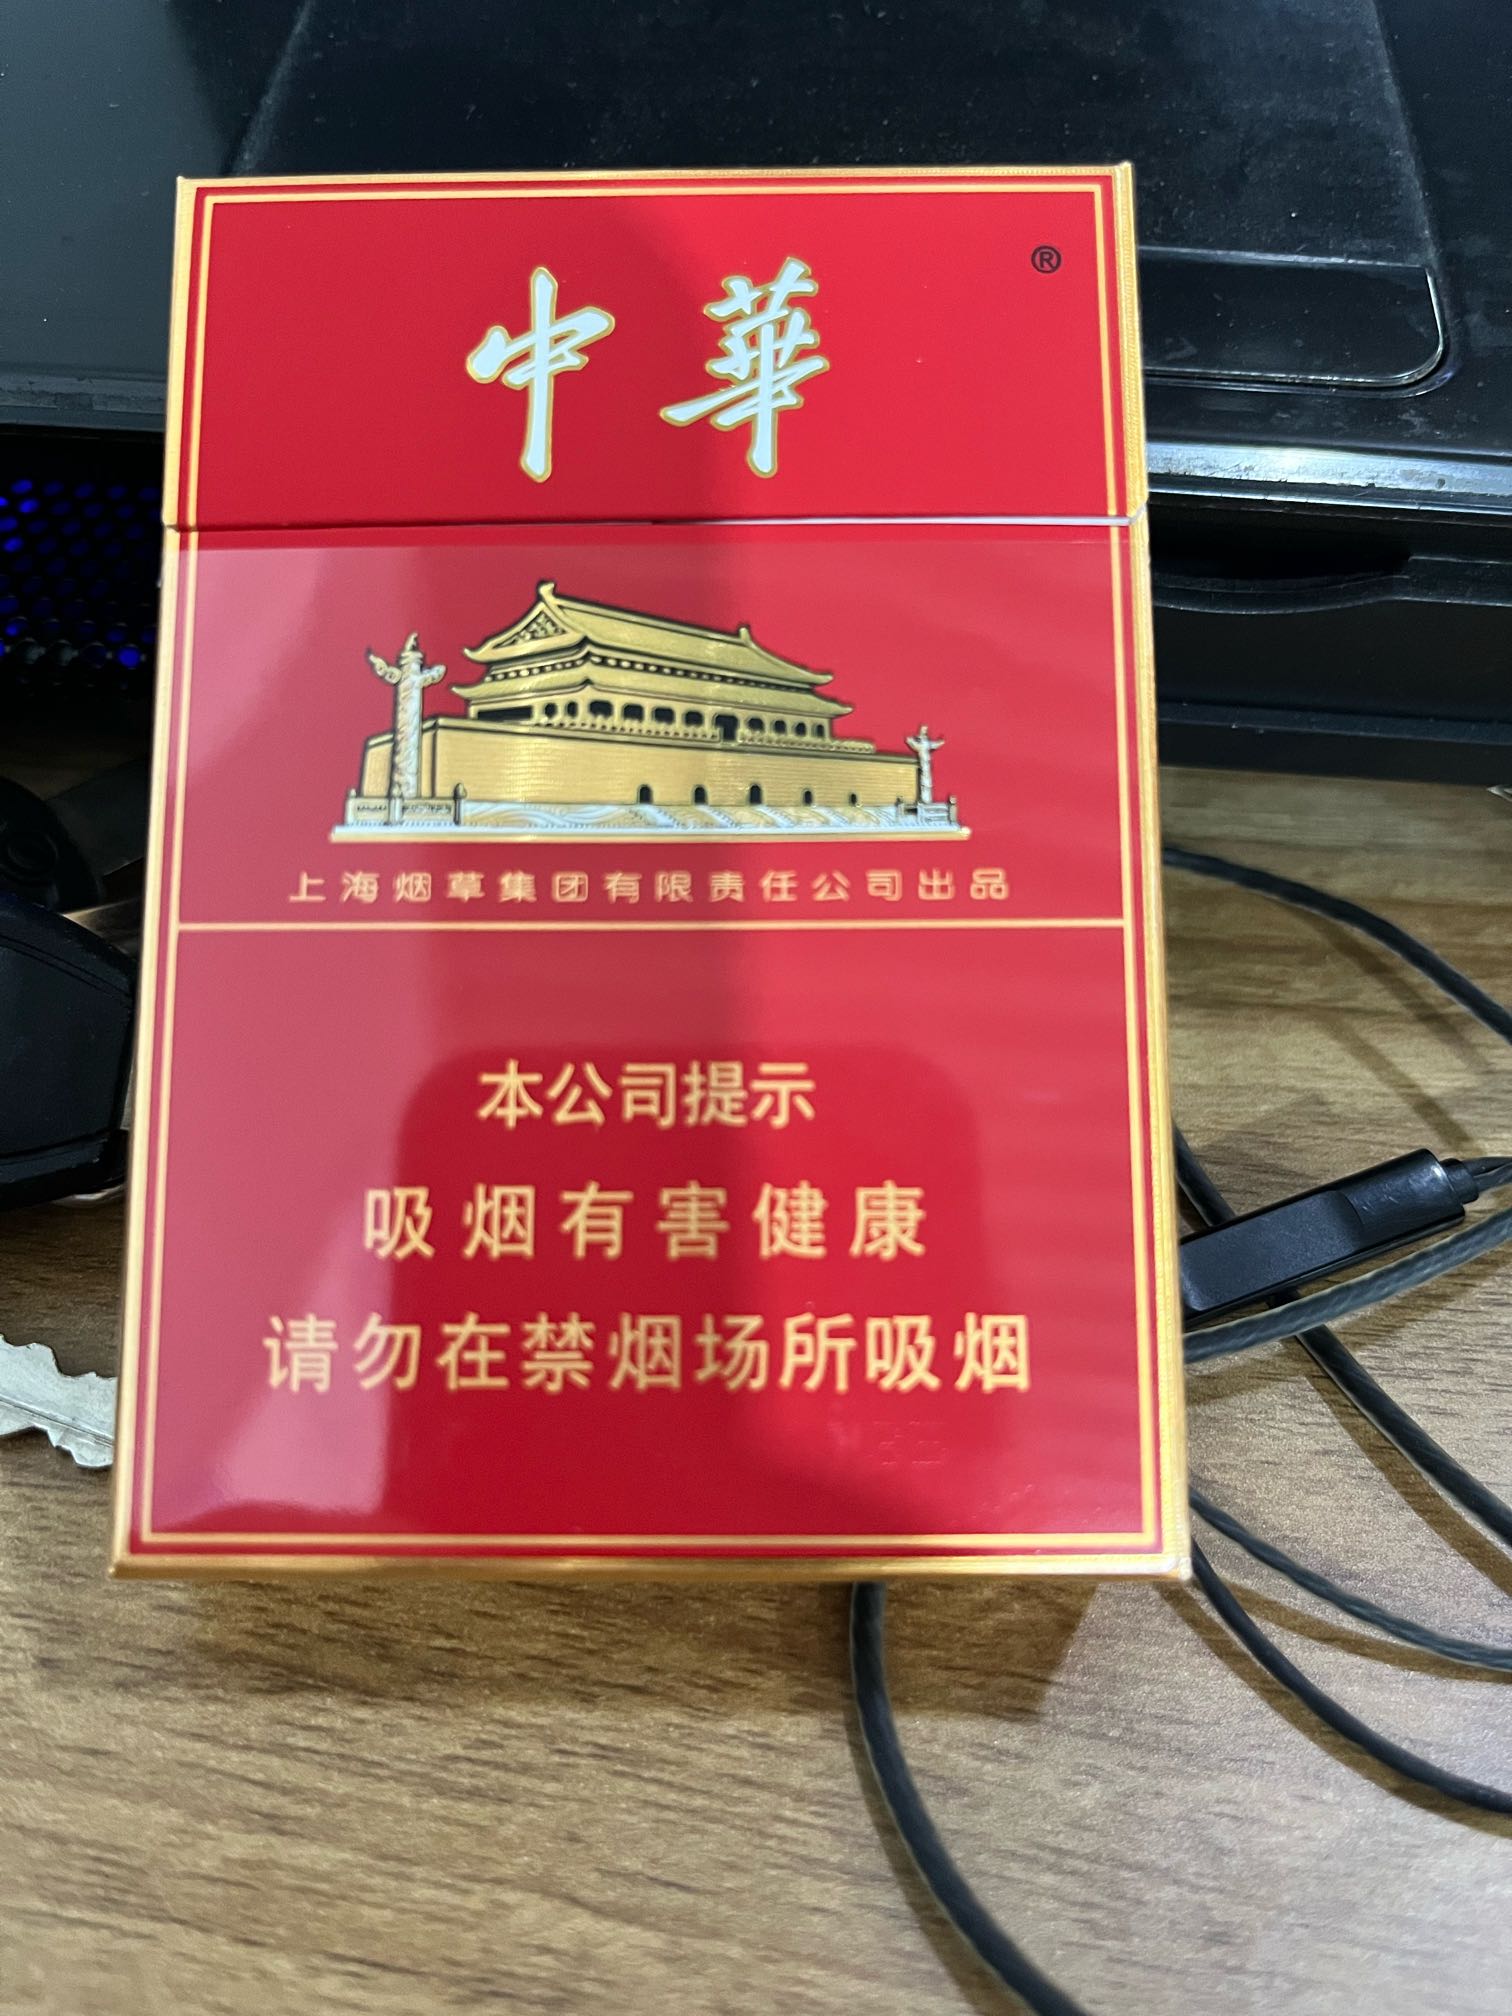 中華
®
上海烟草集团有限责任公司出品
本公司提示
吸烟有害健康
请勿在禁烟场所吸烟